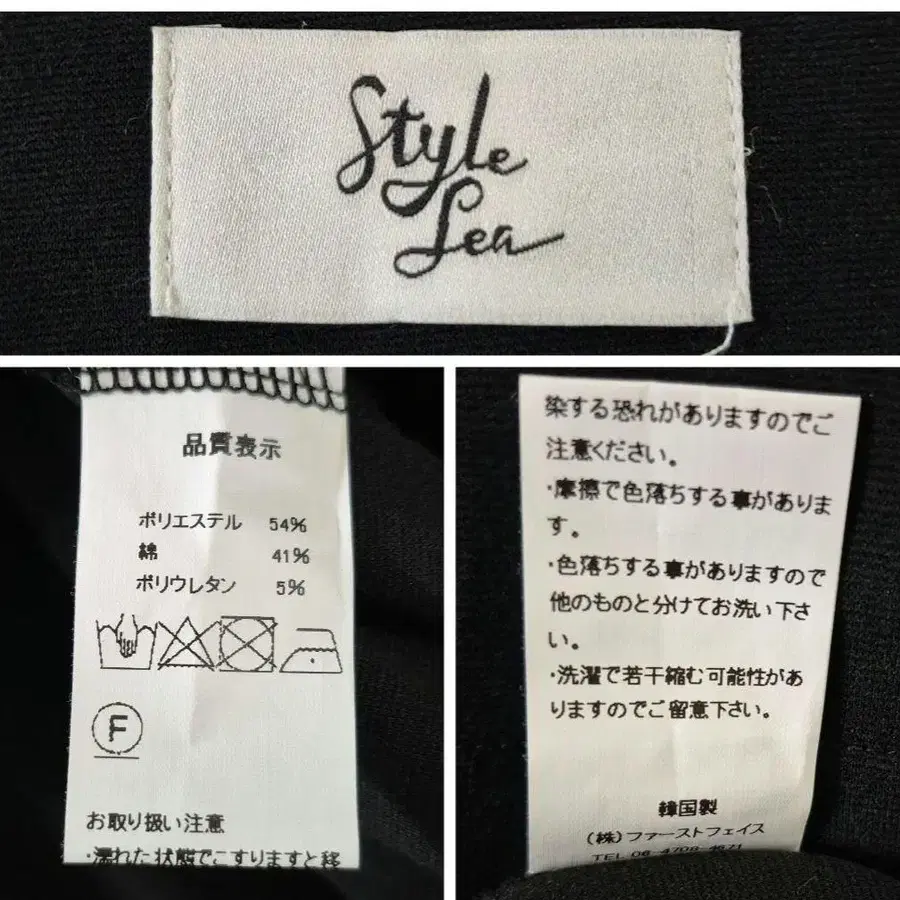 Style
Lea
品質表示
ポリエステル 54%
綿 41%
ポリウレタン 5%
F
お取り扱い注意
・濡れた状態でこすりますと移
染する恐れがありますのでご
注意ください。
・摩擦で色落ちする事がありま
す。
・色落ちする事がありますので
他のものと分けてお洗い下さ
い。
・洗濯で若干縮む可能性があ
りますのでご留意下さい。
韓国製
(株)ファーストフェイス
TEL 06-4708-4671